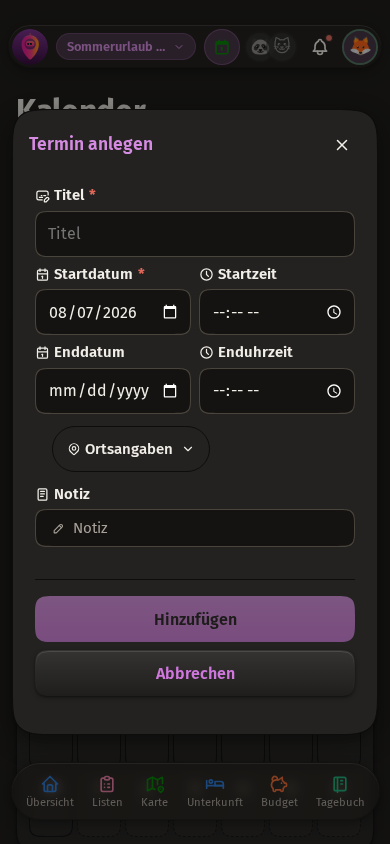 Sommerurlaub ...
Kalender
Termin anlegen
Titel *
Titel
Startdatum * Startzeit
08/07/2026 --:-- --
Enddatum Enduhrzeit
mm/dd/yyyy --:-- --
Ortsangaben
Notiz
Notiz
Hinzufügen
Abbrechen
Übersicht Listen Karte Unterkunft Budget Tagebuch